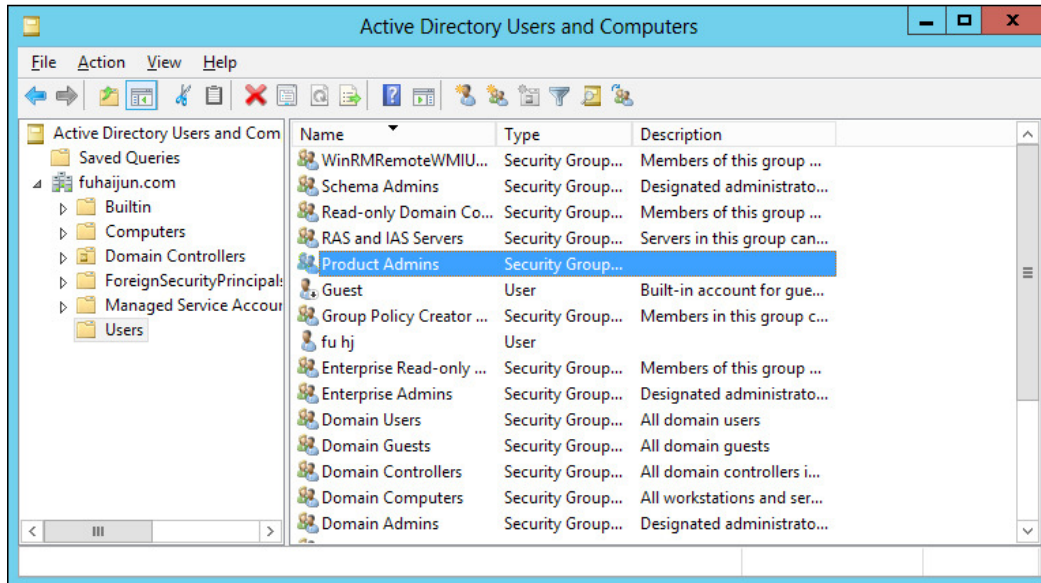 Active Directory Users and Computers
x
File Action View Help
Active Directory Users and Com
Saved Queries
fuhaijun.com
Builtin
Computers
Domain Controllers
ForeignSecurityPrincipals
Managed Service Accour
Users
Name Type Description
WinRMRemoteWMIU... Security Group... Members of this group ...
Schema Admins Security Group... Designated administrato...
Read-only Domain Co... Security Group... Members of this group ...
RAS and IAS Servers Security Group... Servers in this group can...
Product Admins Security Group...
Guest User Built-in account for gue...
Group Policy Creator ... Security Group... Members in this group c...
fu hj User
Enterprise Read-only ... Security Group... Members of this group ...
Enterprise Admins Security Group... Designated administrato...
Domain Users Security Group... All domain users
Domain Guests Security Group... All domain guests
Domain Controllers Security Group... All domain controllers i...
Domain Computers Security Group... All workstations and ser...
Domain Admins Security Group... Designated administrato...